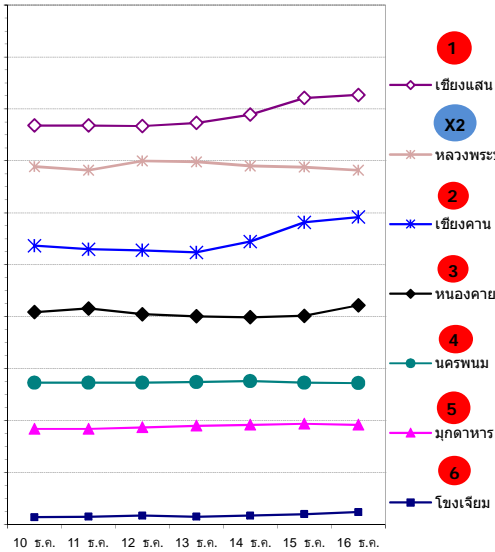 1
เชียงแสน
X2
หลวงพระ
2
เชียงคาน
3
หนองคาย
4
นครพนม
5
มุกดาหาร
6
โขงเจียม
10 ธ.ค. 11 ธ.ค. 12 ธ.ค. 13 ธ.ค. 14 ธ.ค. 15 ธ.ค. 16 ธ.ค.